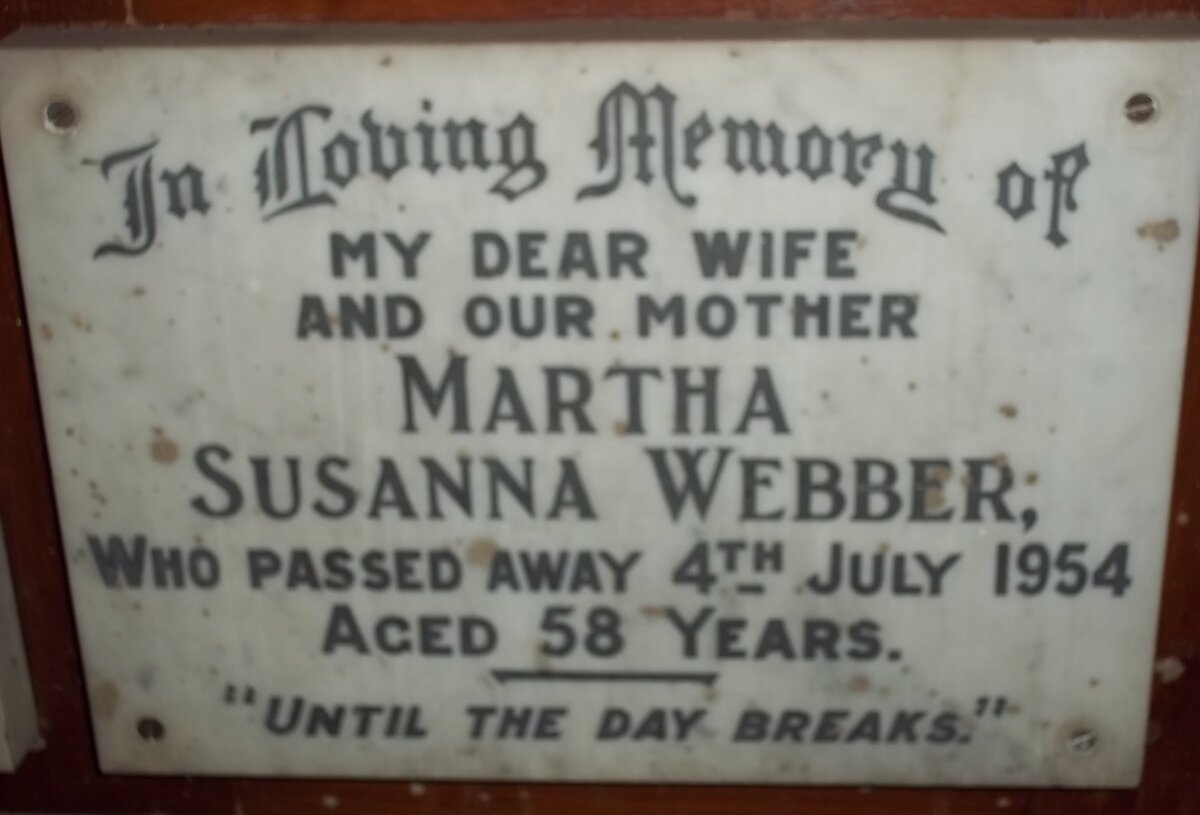 In Loving Memory of
MY DEAR WIFE
AND OUR MOTHER
MARTHA
SUSANNA WEBBER,
WHO PASSED AWAY 4TH JULY 1954
AGED 58 YEARS.
"UNTIL THE DAY BREAKS."